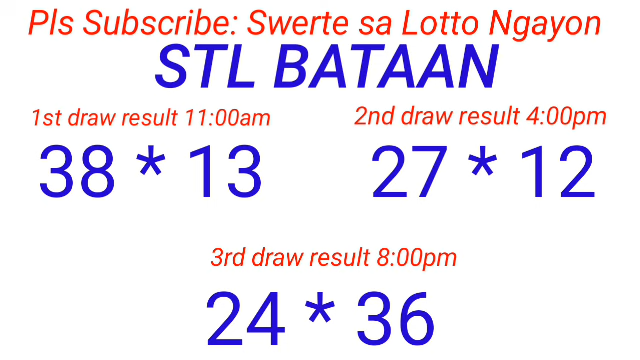 Pls Subscribe: Swerte sa Lotto Ngayon
STL BATAAN
1st draw result 11:00am
38 * 13
2nd draw result 4:00pm
27 * 12
3rd draw result 8:00pm
24 * 36